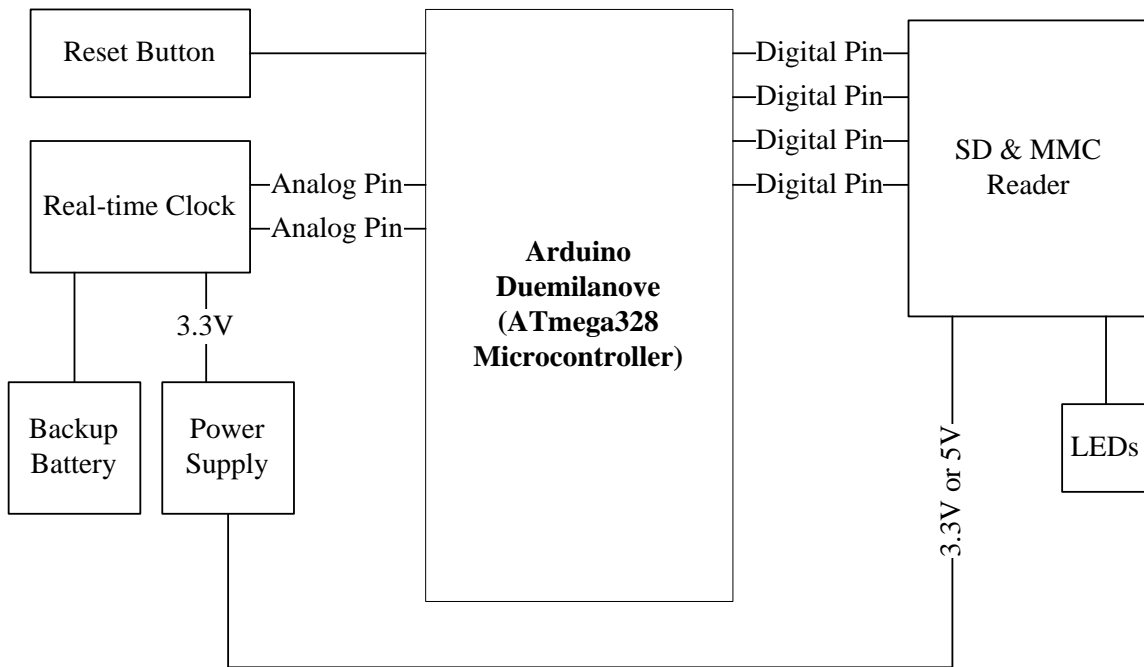 Reset Button
Digital Pin
Digital Pin
Digital Pin
Digital Pin
SD & MMC
Reader
Real-time Clock
Analog Pin
Analog Pin
Arduino
Duemilanove
(ATmega328
Microcontroller)
3.3V
Backup
Battery
Power
Supply
3.3V or 5V
LEDs